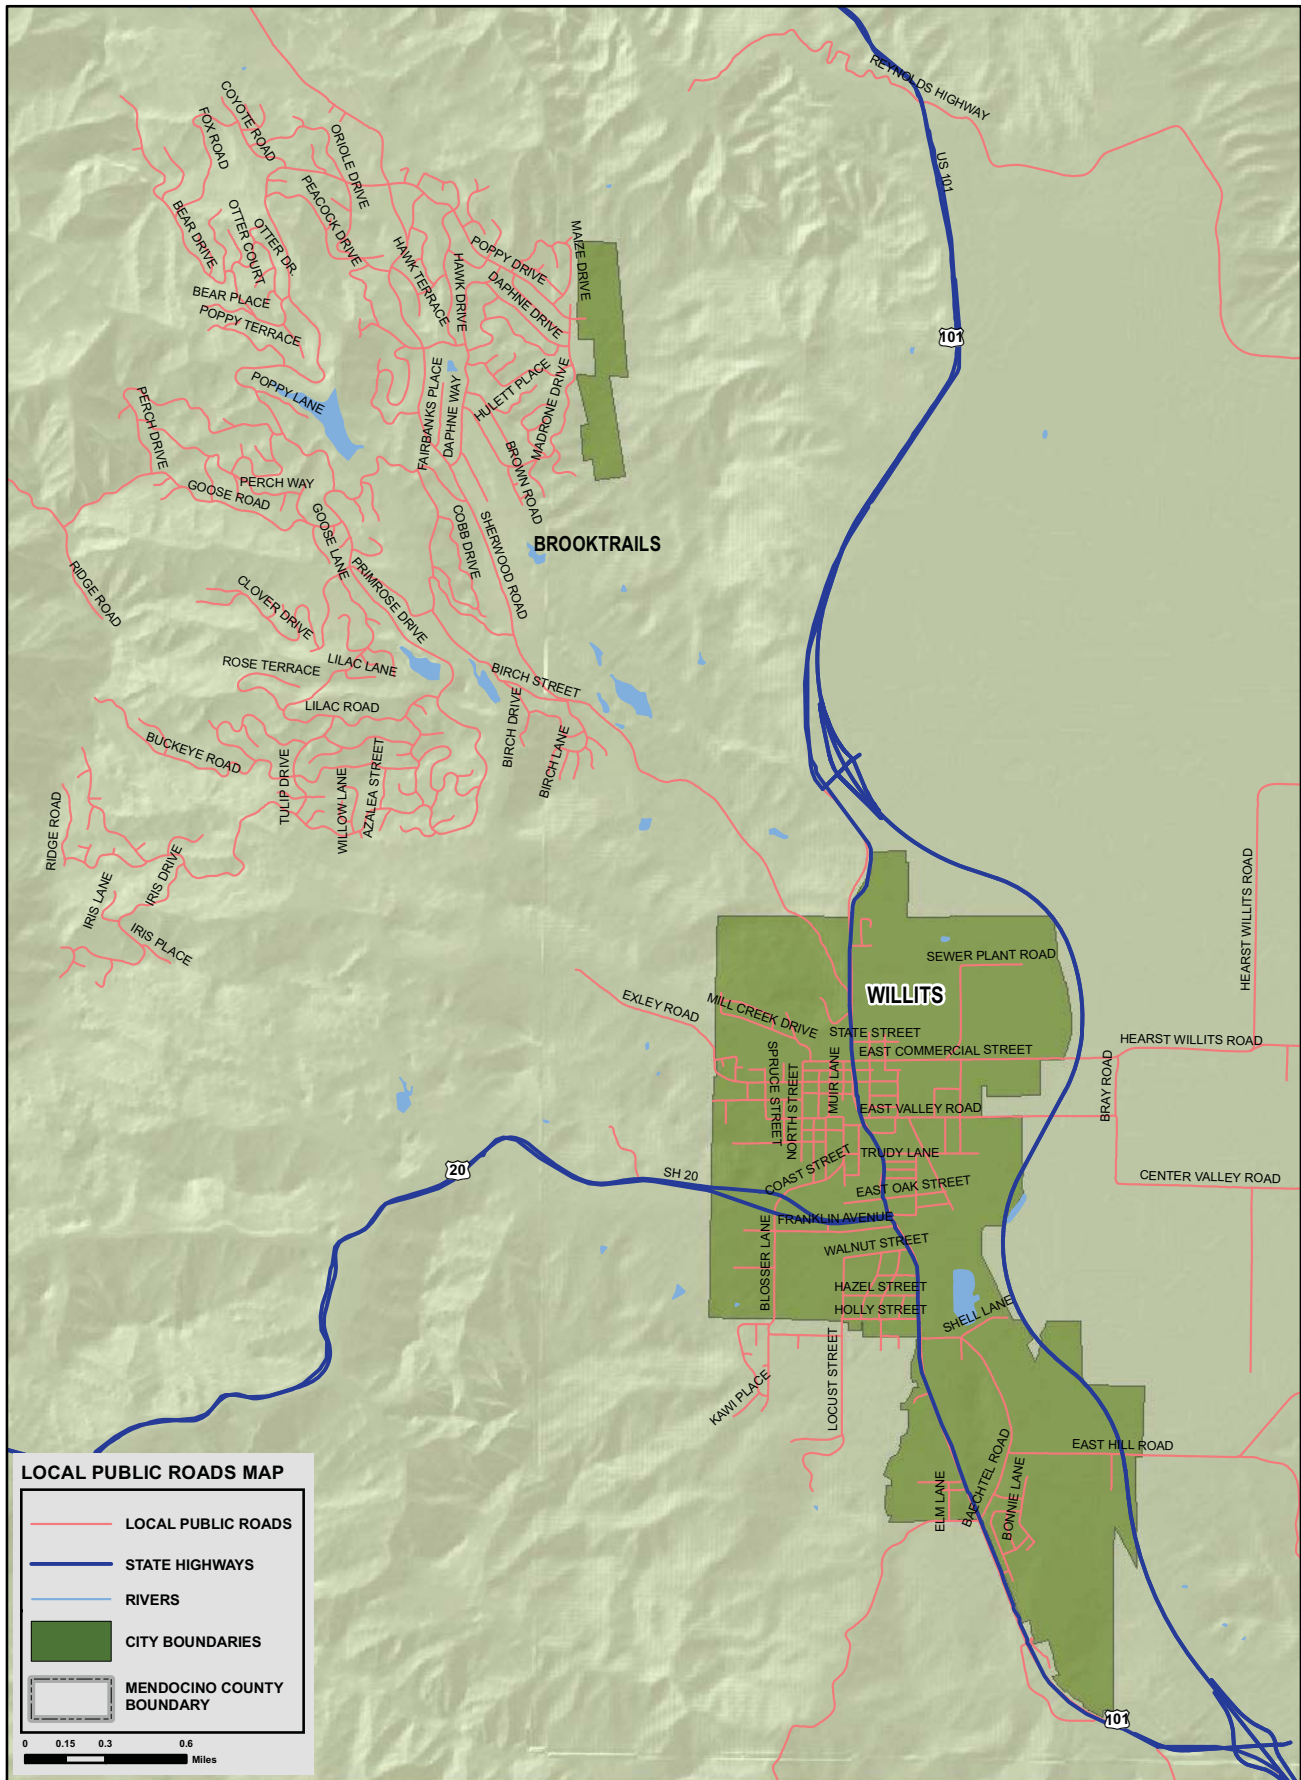 REYNOLDS HIGHWAY
US 101
101
COYOTE ROAD
FOX ROAD
ORIOLE DRIVE
PEACOCK DRIVE
BEAR DRIVE
OTTER COURT
OTTER DR.
HAWK TERRACE
HAWK DRIVE
POPPY DRIVE
DAPHNE DRIVE
MAIZE DRIVE
BEAR PLACE
POPPY TERRACE
POPPY LANE
PERCH DRIVE
FAIRBANKS PLACE
DAPHNE WAY
HULETT PLACE
MADRONE DRIVE
BROWN ROAD
PERCH WAY
GOOSE ROAD
GOOSE LANE
COBB DRIVE
SHERWOOD ROAD
BROOKTRAILS
RIDGE ROAD
CLOVER DRIVE
PRIMROSE DRIVE
ROSE TERRACE
LILAC LANE
BIRCH STREET
LILAC ROAD
BIRCH DRIVE
BIRCH LANE
BUCKEYE ROAD
TULIP DRIVE
WILLOW LANE
AZALEA STREET
RIDGE ROAD
IRIS LANE
IRIS DRIVE
IRIS PLACE
HEARST WILLITS ROAD
SEWER PLANT ROAD
WILLITS
EXLEY ROAD
MILL CREEK DRIVE
STATE STREET
EAST COMMERCIAL STREET
HEARST WILLITS ROAD
SPRUCE STREET
NORTH STREET
MUIR LANE
BRAY ROAD
EAST VALLEY ROAD
20
SH 20
COAST STREET
TRUDY LANE
CENTER VALLEY ROAD
EAST OAK STREET
FRANKLIN AVENUE
BLOSSER LANE
WALNUT STREET
HAZEL STREET
HOLLY STREET
SHELL LANE
KAWI PLACE
LOCUST STREET
EAST HILL ROAD
BAECHTEL ROAD
ELM LANE
BONNIE LANE
101
LOCAL PUBLIC ROADS MAP
LOCAL PUBLIC ROADS
STATE HIGHWAYS
RIVERS
CITY BOUNDARIES
MENDOCINO COUNTY
BOUNDARY
0 0.15 0.3 0.6
Miles